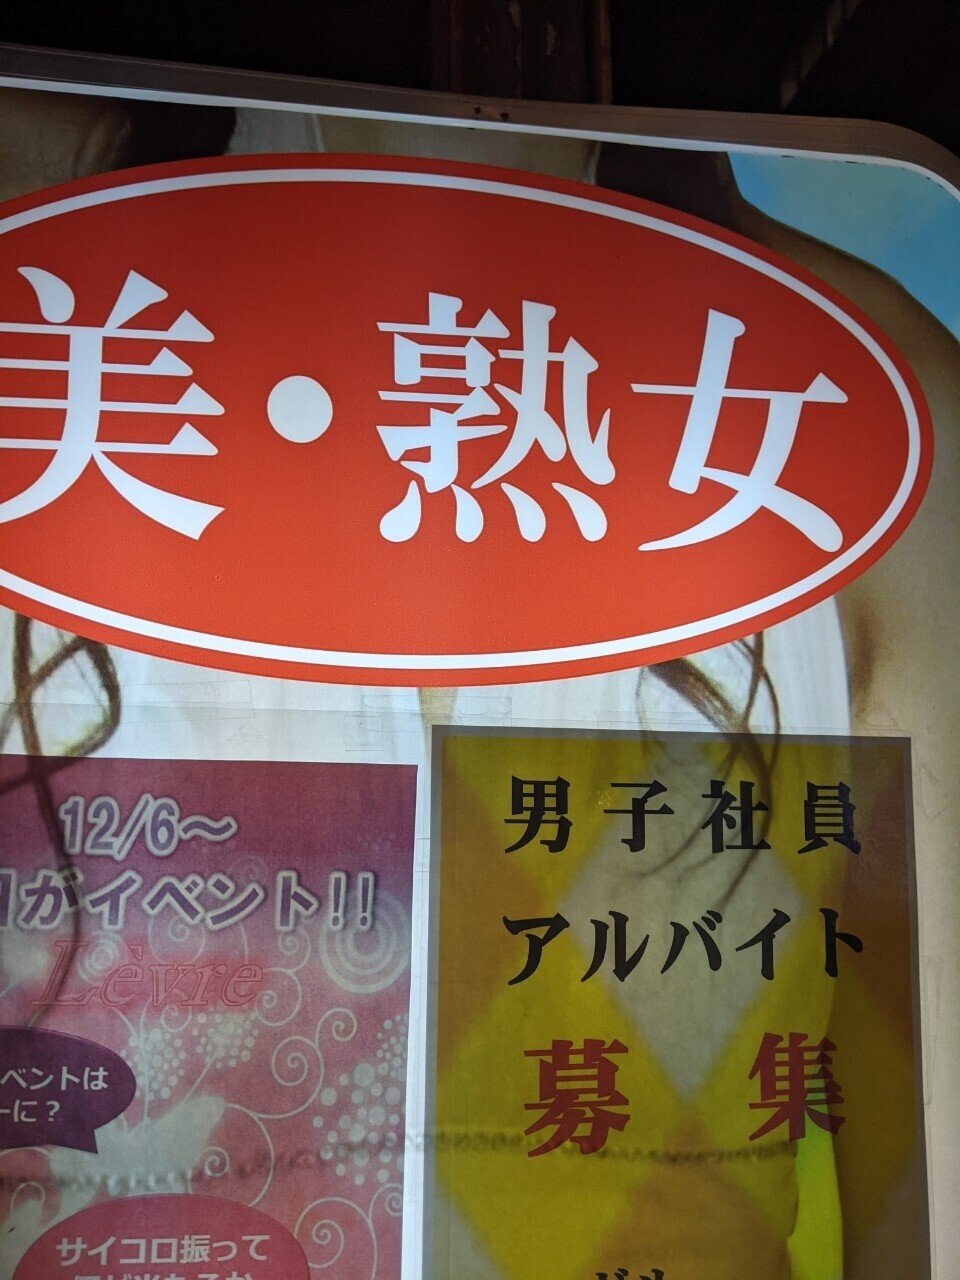 美・熟女
12/6～
がイベント!!
Lèvre
ベントは
ーに？
サイコロ振って
男子社員
アルバイト
募集